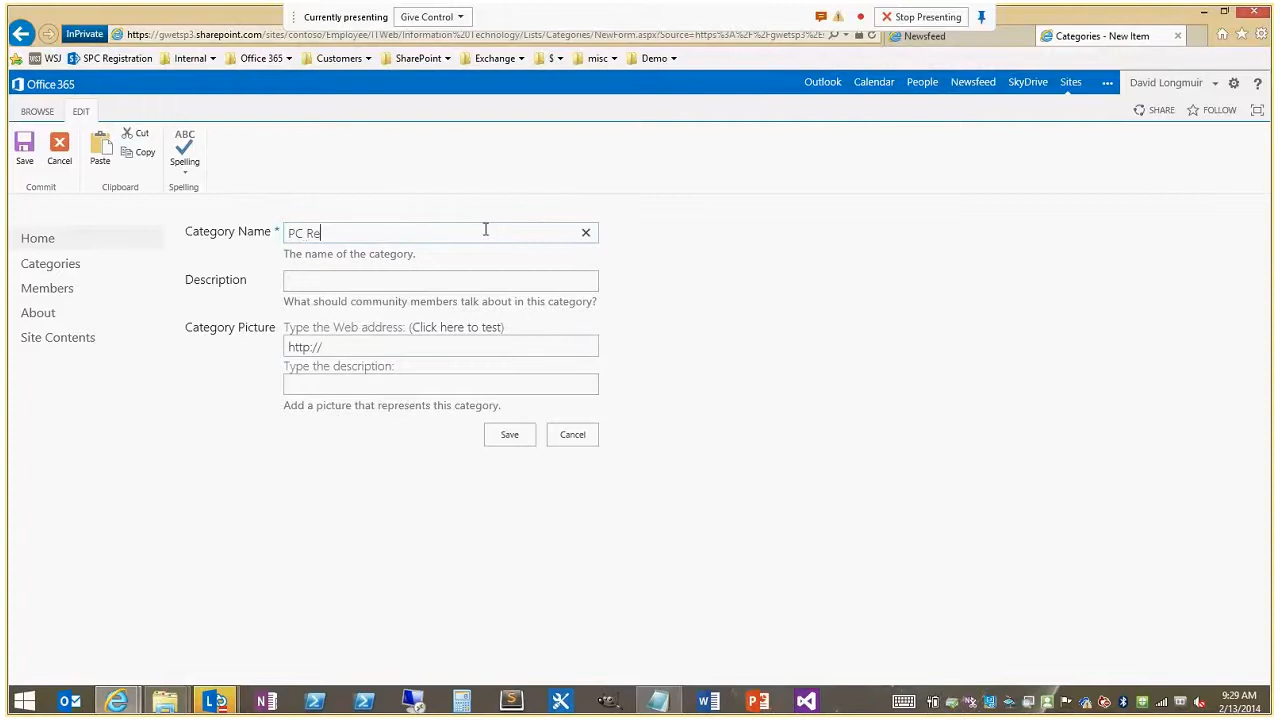 Currently presenting Give Control Stop Presenting
InPrivate https://gwetsp3.sharepoint.com/sites/contoso/Employee/ITWeb/Information%20Technology/Lists/Categories/NewForm.aspx?Source=https%3A%2F%2Fgwetsp3.sharepoint.com%2FsitesS Newsfeed Categories - New Item
WSJ SPC Registration Internal Office 365 Customers SharePoint Exchange $ misc Demo
Office 365 Outlook Calendar People Newsfeed SkyDrive Sites ... David Longmuir ?
BROWSE EDIT SHARE FOLLOW
Save Cancel Paste Cut Copy ABC Spelling
Commit Clipboard Spelling
Home
Categories
Members
About
Site Contents
Category Name * PC Re
The name of the category.
Description
What should community members talk about in this category?
Category Picture Type the Web address: (Click here to test)
http://
Type the description:
Add a picture that represents this category.
Save Cancel
9:29 AM
2/13/2014